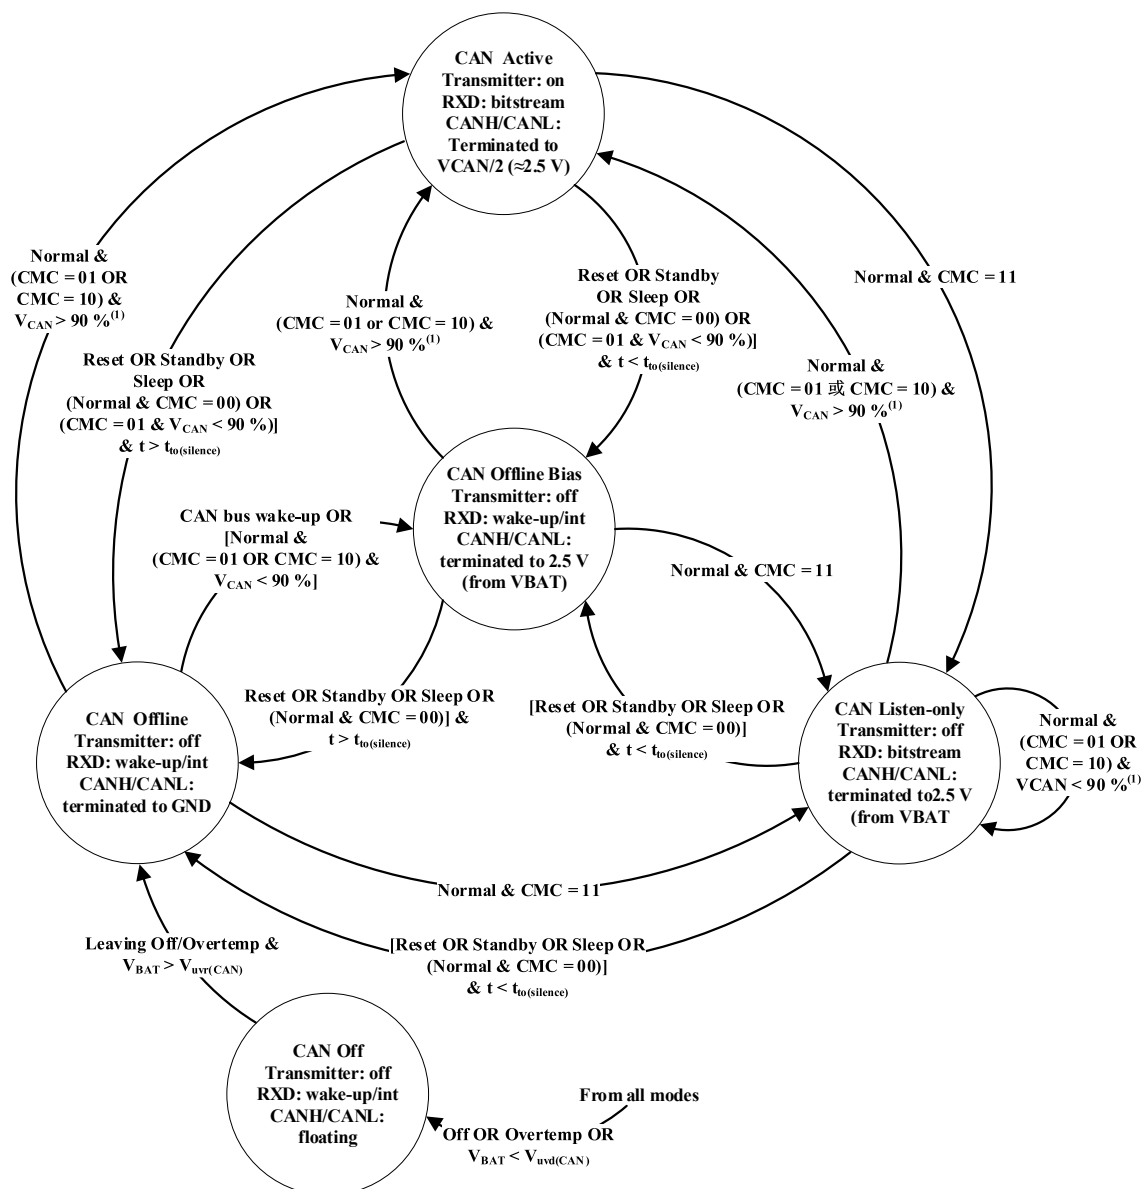 CAN Active
Transmitter: on
RXD: bitstream
CANH/CANL:
Terminated to
VCAN/2 (≈2.5 V)
Normal &
(CMC = 01 OR
CMC = 10) &
VCAN > 90 %(1)
Normal &
(CMC = 01 or CMC = 10) &
VCAN > 90 %(1)
Reset OR Standby
OR Sleep OR
(Normal & CMC = 00) OR
(CMC = 01 & VCAN < 90 %)]
& t < tto(silence)
Normal & CMC = 11
Reset OR Standby OR
Sleep OR
(Normal & CMC = 00) OR
(CMC = 01 & VCAN < 90 %)]
& t > tto(silence)
Normal &
(CMC = 01 或 CMC = 10) &
VCAN > 90 %(1)
CAN Offline Bias
Transmitter: off
RXD: wake-up/int
CANH/CANL:
terminated to 2.5 V
(from VBAT)
CAN bus wake-up OR
[Normal &
(CMC = 01 OR CMC = 10) &
VCAN < 90 %]
Normal & CMC = 11
Reset OR Standby OR Sleep OR
(Normal & CMC = 00)] &
t > tto(silence)
[Reset OR Standby OR Sleep OR
(Normal & CMC = 00)]
& t < tto(silence)
CAN Offline
Transmitter: off
RXD: wake-up/int
CANH/CANL:
terminated to GND
CAN Listen-only
Transmitter: off
RXD: bitstream
CANH/CANL:
terminated to2.5 V
(from VBAT
Normal &
(CMC = 01 OR
CMC = 10) &
VCAN < 90 %(1)
Normal & CMC = 11
[Reset OR Standby OR Sleep OR
(Normal & CMC = 00)]
& t < tto(silence)
Leaving Off/Overtemp &
VBAT > Vuvr(CAN)
CAN Off
Transmitter: off
RXD: wake-up/int
CANH/CANL:
floating
From all modes
Off OR Overtemp OR
VBAT < Vuvd(CAN)